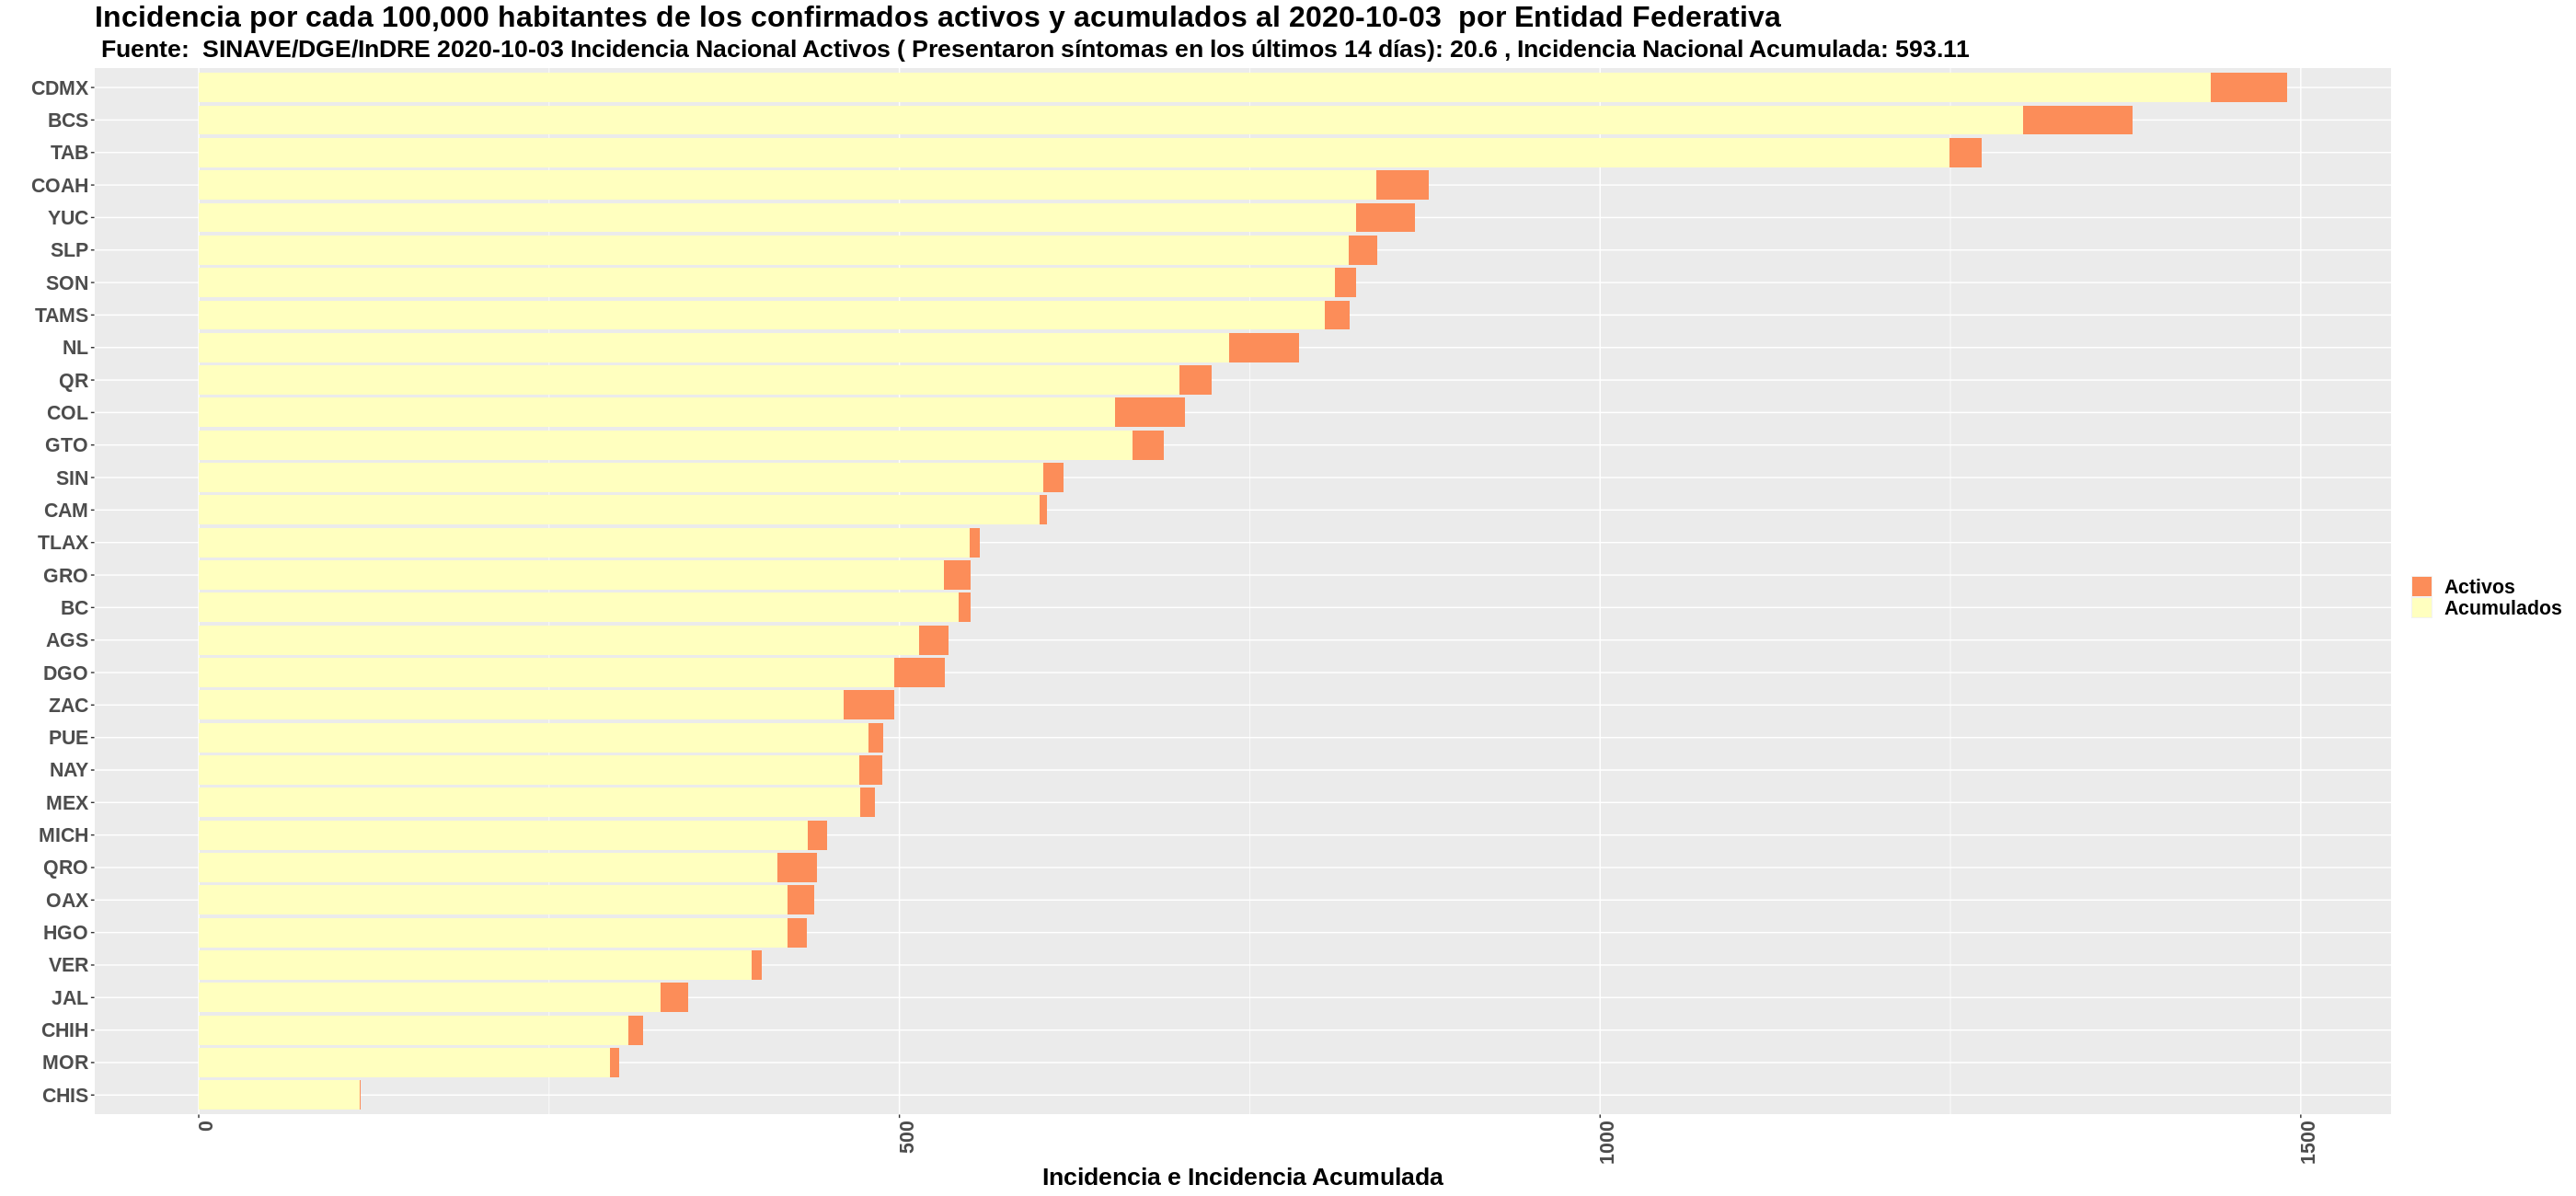 Incidencia por cada 100,000 habitantes de los confirmados activos y acumulados al 2020-10-03  por Entidad Federativa
Fuente:  SINAVE/DGE/InDRE 2020-10-03 Incidencia Nacional Activos ( Presentaron síntomas en los últimos 14 días): 20.6 , Incidencia Nacional Acumulada: 593.11
CDMX
BCS
TAB
COAH
YUC
SLP
SON
TAMS
NL
QR
COL
GTO
SIN
CAM
TLAX
GRO
BC
AGS
DGO
ZAC
PUE
NAY
MEX
MICH
QRO
OAX
HGO
VER
JAL
CHIH
MOR
CHIS
Activos
Acumulados
0
500
1000
1500
Incidencia e Incidencia Acumulada